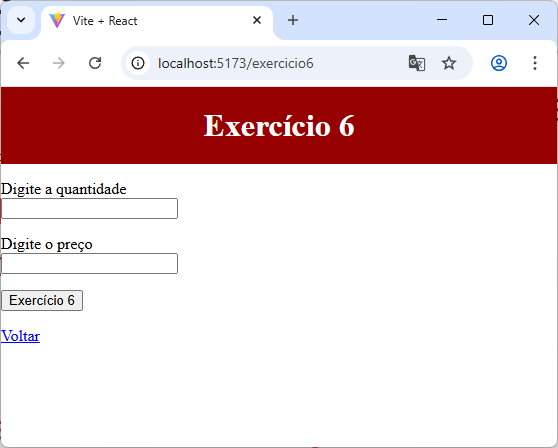 Vite + React
localhost:5173/exercicio6
Exercício 6
Digite a quantidade
Digite o preço
Exercício 6
Voltar